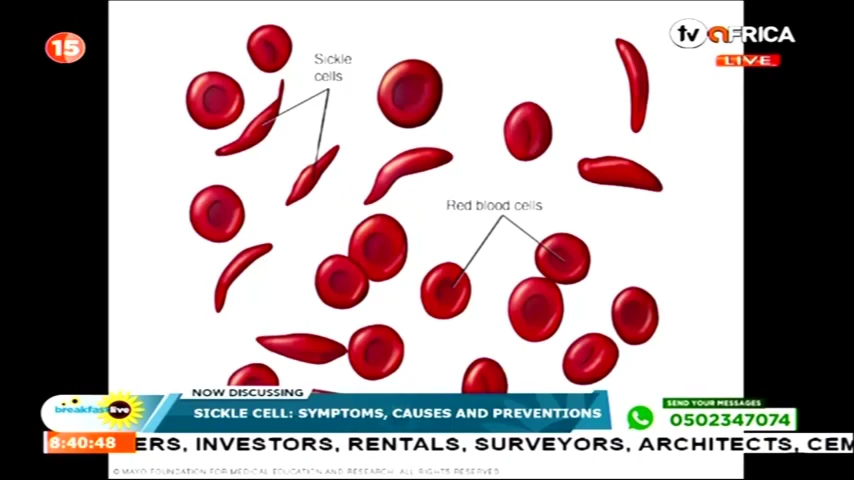 15
tv aFRICA
LIVE
Sickle
cells
Red blood cells
NOW DISCUSSING
breakfast live
SICKLE CELL: SYMPTOMS, CAUSES AND PREVENTIONS
SEND YOUR MESSAGES
0502347074
8:40:48
ERS, INVESTORS, RENTALS, SURVEYORS, ARCHITECTS, CEM
© MAYO FOUNDATION FOR MEDICAL EDUCATION AND RESEARCH. ALL RIGHTS RESERVED.